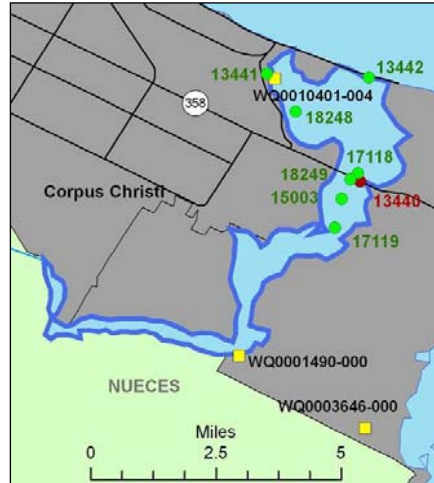 13441
13442
WQ0010401-004
358
18248
17118
18249
Corpus Christi
15003
13440
17119
WQ0001490-000
NUECES
WQ0003646-000
Miles
0 2.5 5